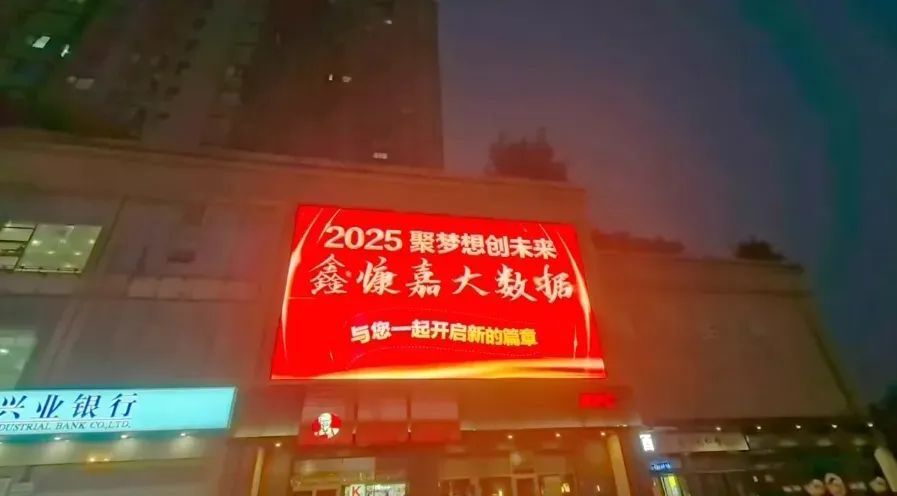 2025 聚梦想创未来
鑫慷嘉大数据
与您一起开启新的篇章
兴业银行
INDUSTRIAL BANK CO.,LTD.
K